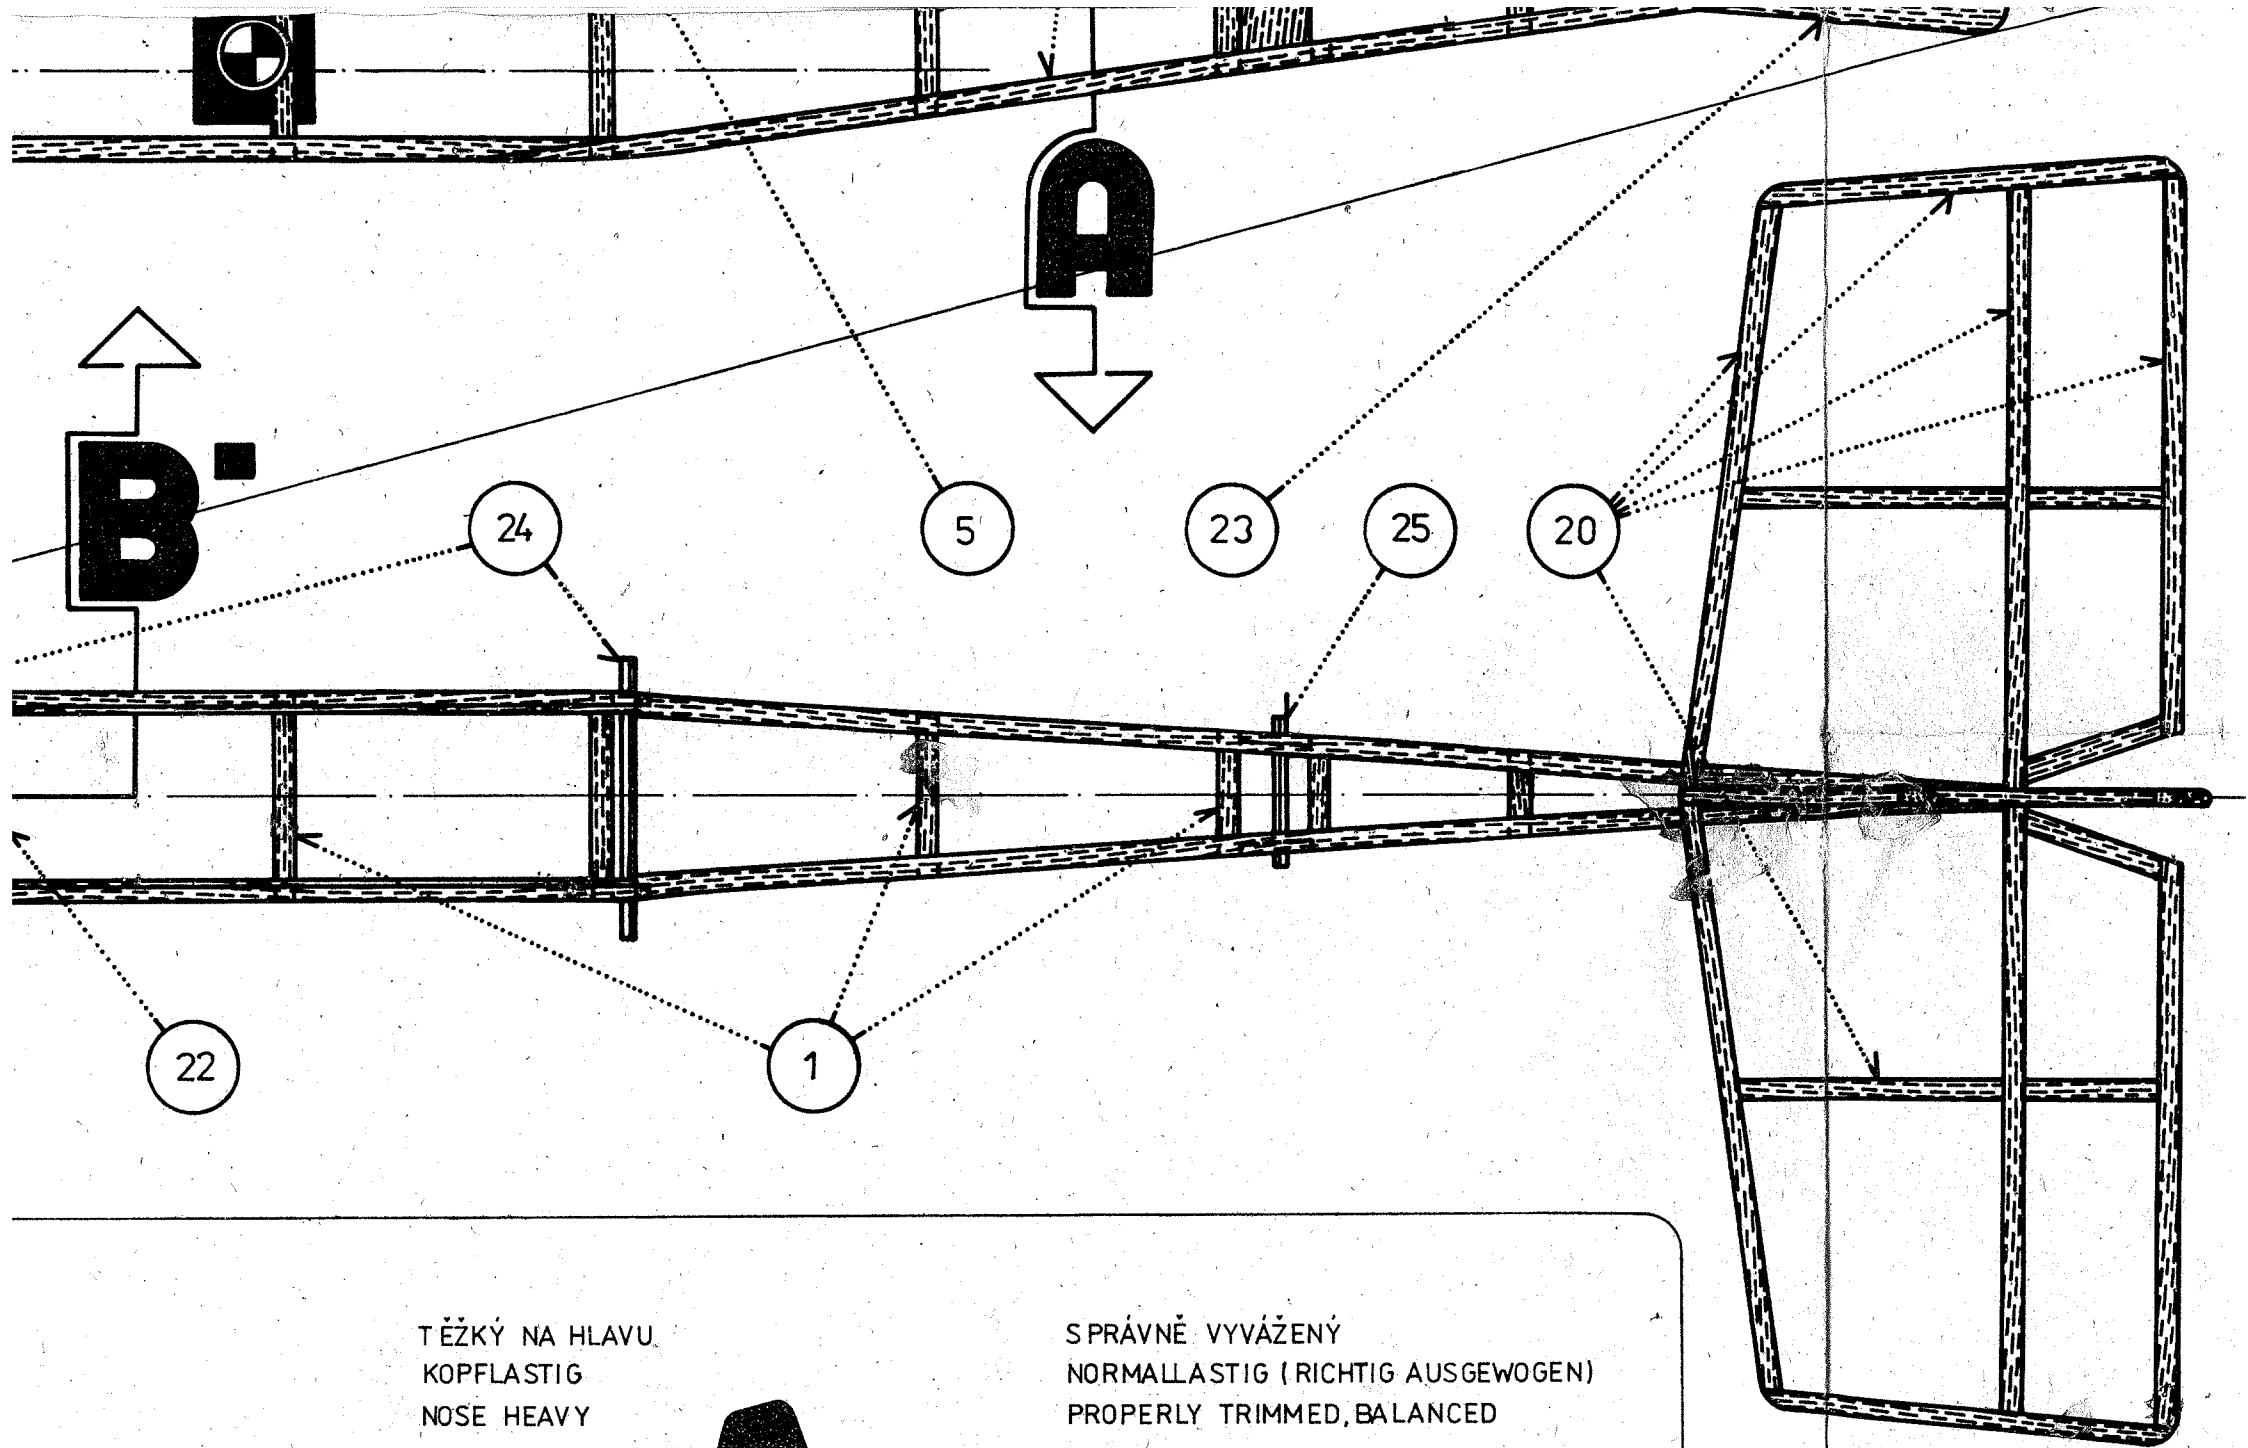 A
B'
24
5
23
25
20
22
1
TĚŽKÝ NA HLAVU
KOPFLASTIG
NOSE HEAVY
SPRÁVNĚ VYVÁŽENÝ
NORMALLASTIG (RICHTIG AUSGEWOGEN)
PROPERLY TRIMMED, BALANCED